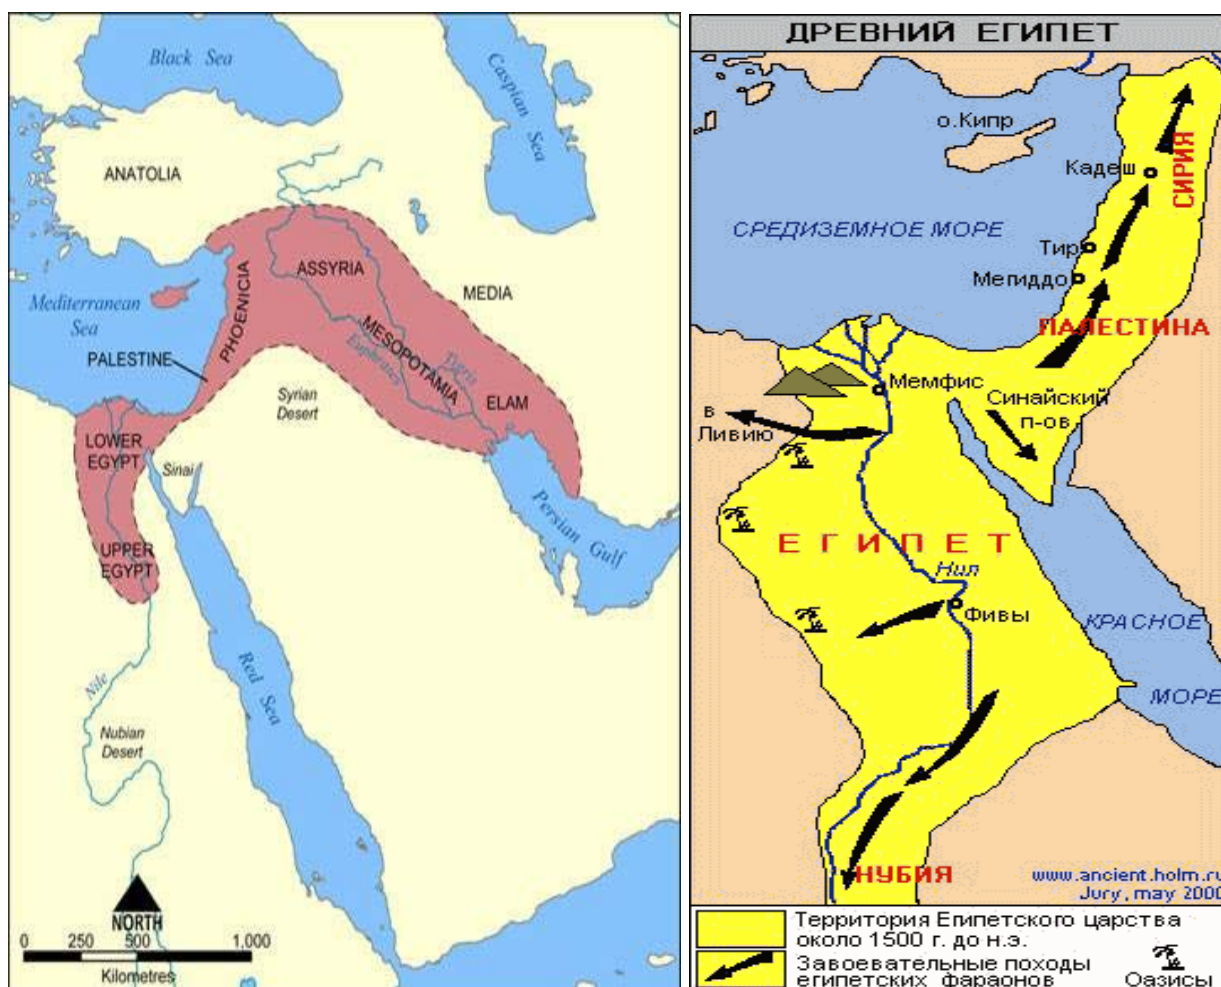 Black Sea
Caspian
Sea
ANATOLIA
ASSYRIA
MEDIA
PHOENICIA
Mediterranean
Sea
MESOPOTAMIA
Tigris
Euphrates
PALESTINE
Syrian
Desert
ELAM
LOWER
EGYPT
Sinai
Persian Gulf
UPPER
EGYPT
Red Sea
Nile
Nubian
Desert
NORTH
0 250 500 1,000
Kilometres
ДРЕВНИЙ ЕГИПЕТ
о.Кипр
Кадеш
СИРИЯ
СРЕДИЗЕМНОЕ МОРЕ
Тир
Мегиддо
ПАЛЕСТИНА
Мемфис
Синайский
п-ов
в
Ливию
ЕГИПЕТ
Нил
Фивы
КРАСНОЕ
МОРЕ
НУБИЯ
www.ancient.holm.ru
Jury, may 2000
Территория Египетского царства
около 1500 г. до н.э.
Завоевательные походы
египетских фараонов
Оазисы